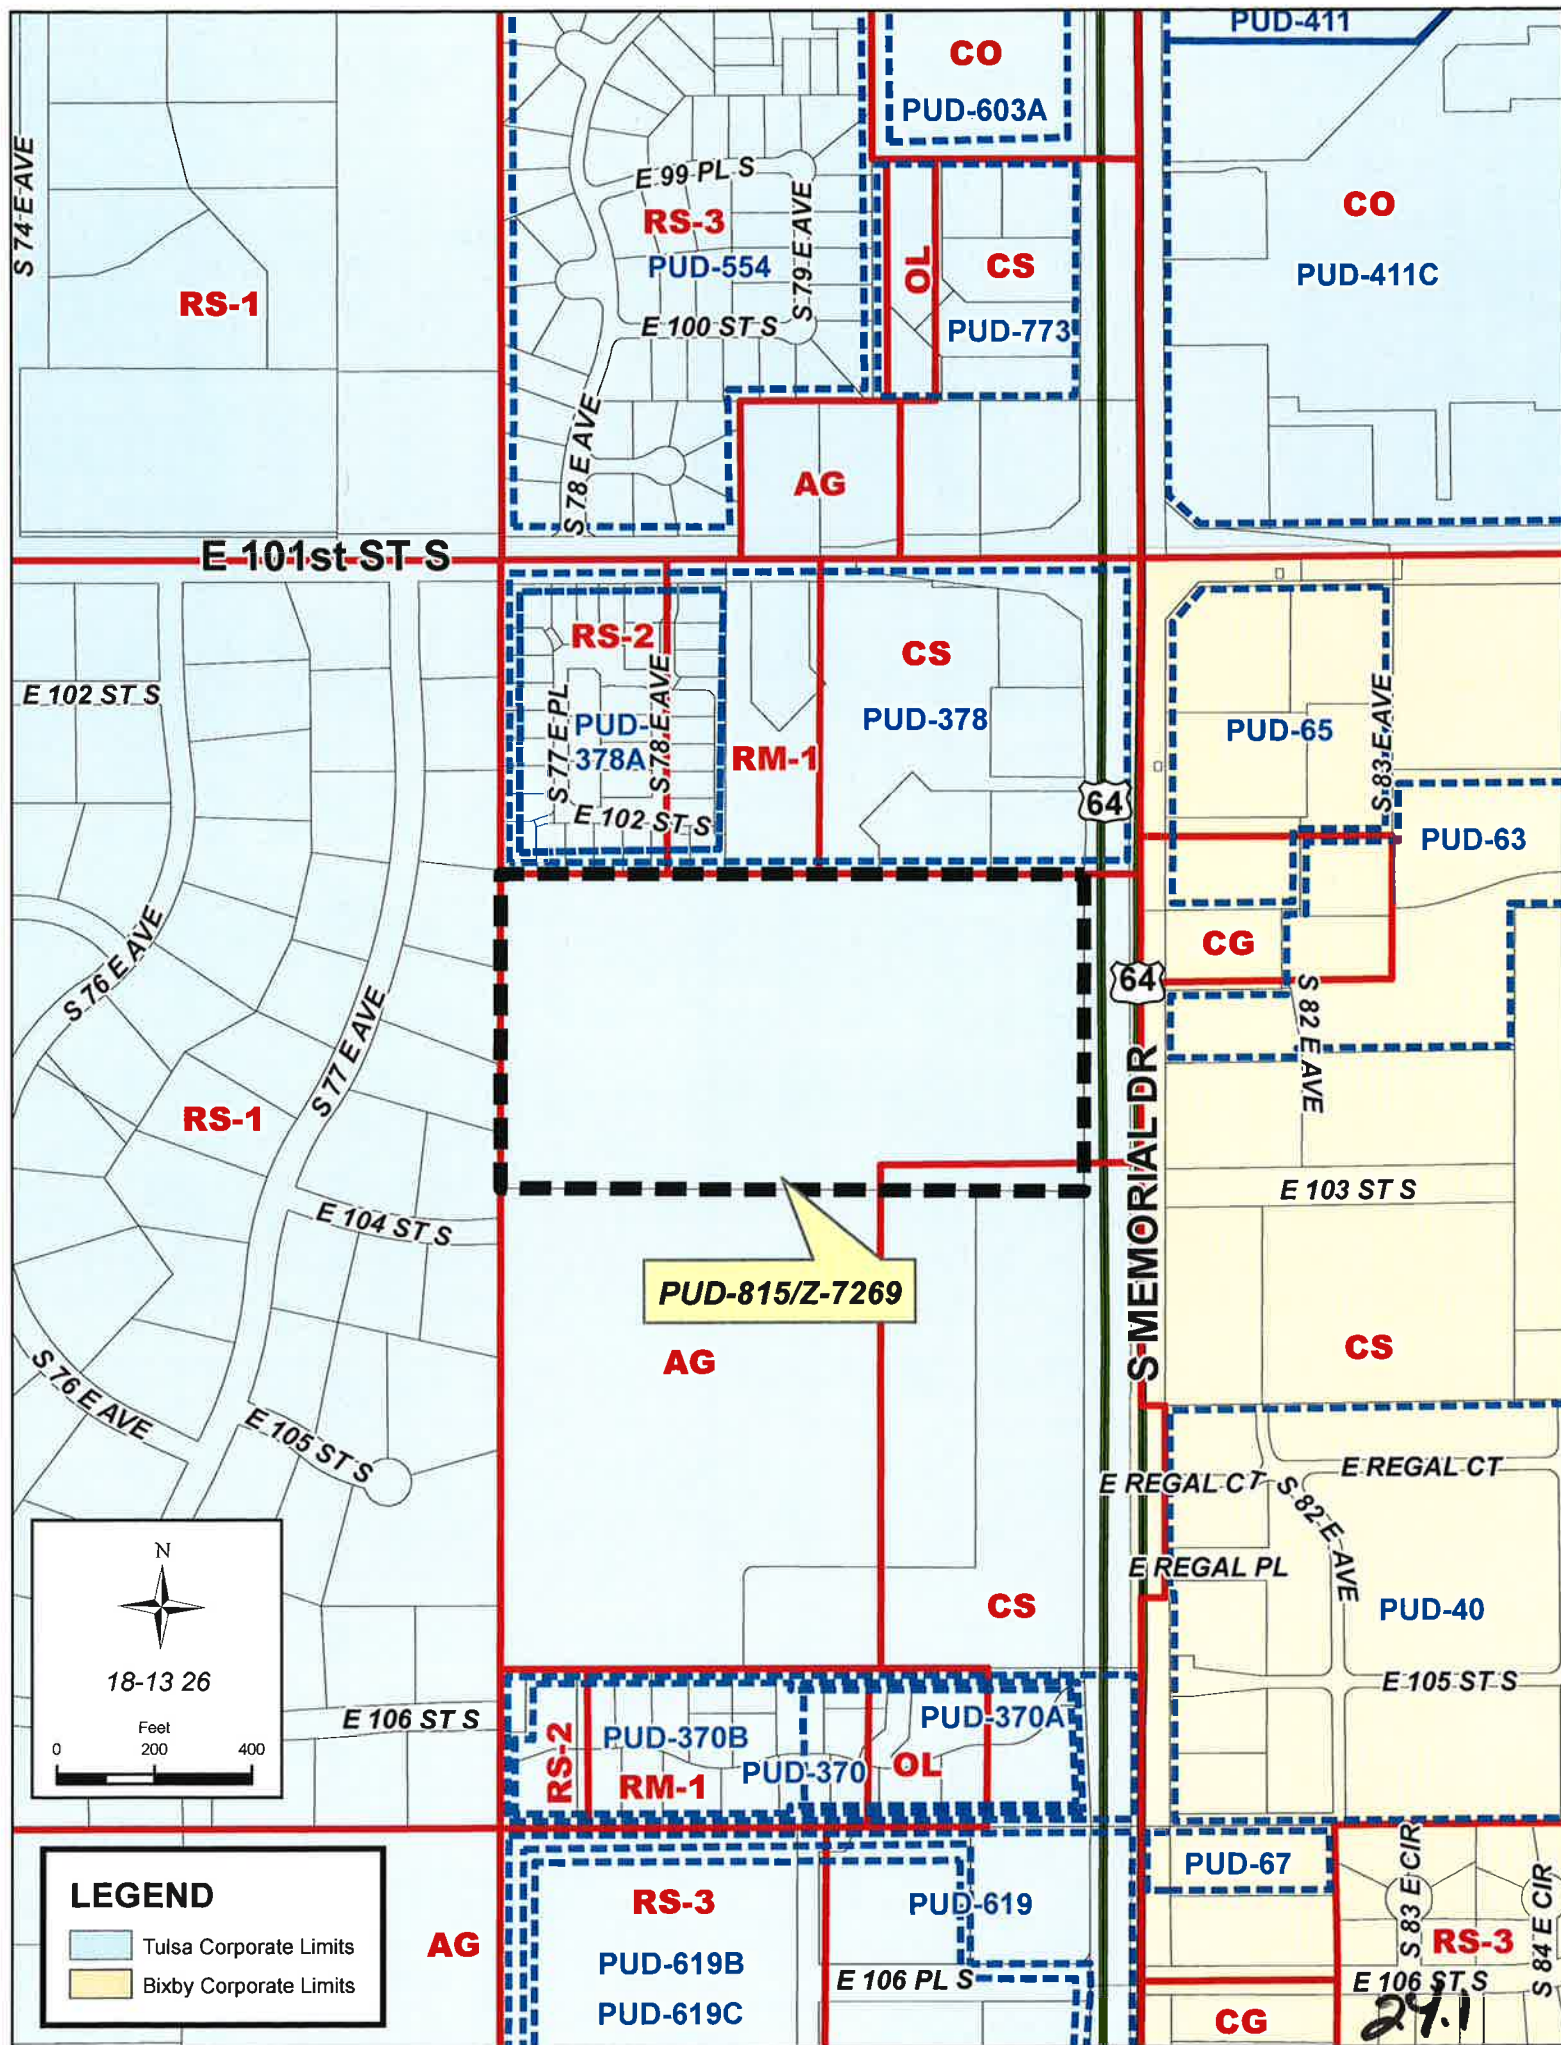 PUD-411
CO
PUD-603A
S 74 E AVE
E 99 PL S
RS-3
PUD-554
S 79 E AVE
OL
CS
PUD-773
CO
PUD-411C
RS-1
E 100 ST S
S 78 E AVE
AG
E 101st ST S
RS-2
CS
E 102 ST S
S 77 E PL
PUD-
378A
S 78 E AVE
PUD-378
PUD-65
S 83 E AVE
RM-1
64
E 102 ST S
PUD-63
S 76 E AVE
CG
64
S 77 E AVE
S 82 E AVE
RS-1
S MEMORIAL DR
E 103 ST S
E 104 ST S
PUD-815/Z-7269
AG
CS
S 76 E AVE
E 105 ST S
E REGAL CT
E REGAL CT
S 82 E AVE
E REGAL PL
CS
PUD-40
N
18-13 26
Feet
0 200 400
E 105 ST S
E 106 ST S
RS-2
PUD-370B
PUD-370A
PUD-370
OL
RM-1
PUD-67
S 83 E CIR
S 84 E CIR
LEGEND
Tulsa Corporate Limits
Bixby Corporate Limits
AG
RS-3
PUD-619
RS-3
PUD-619B
PUD-619C
E 106 PL S
E 106 ST S
CG
27.1